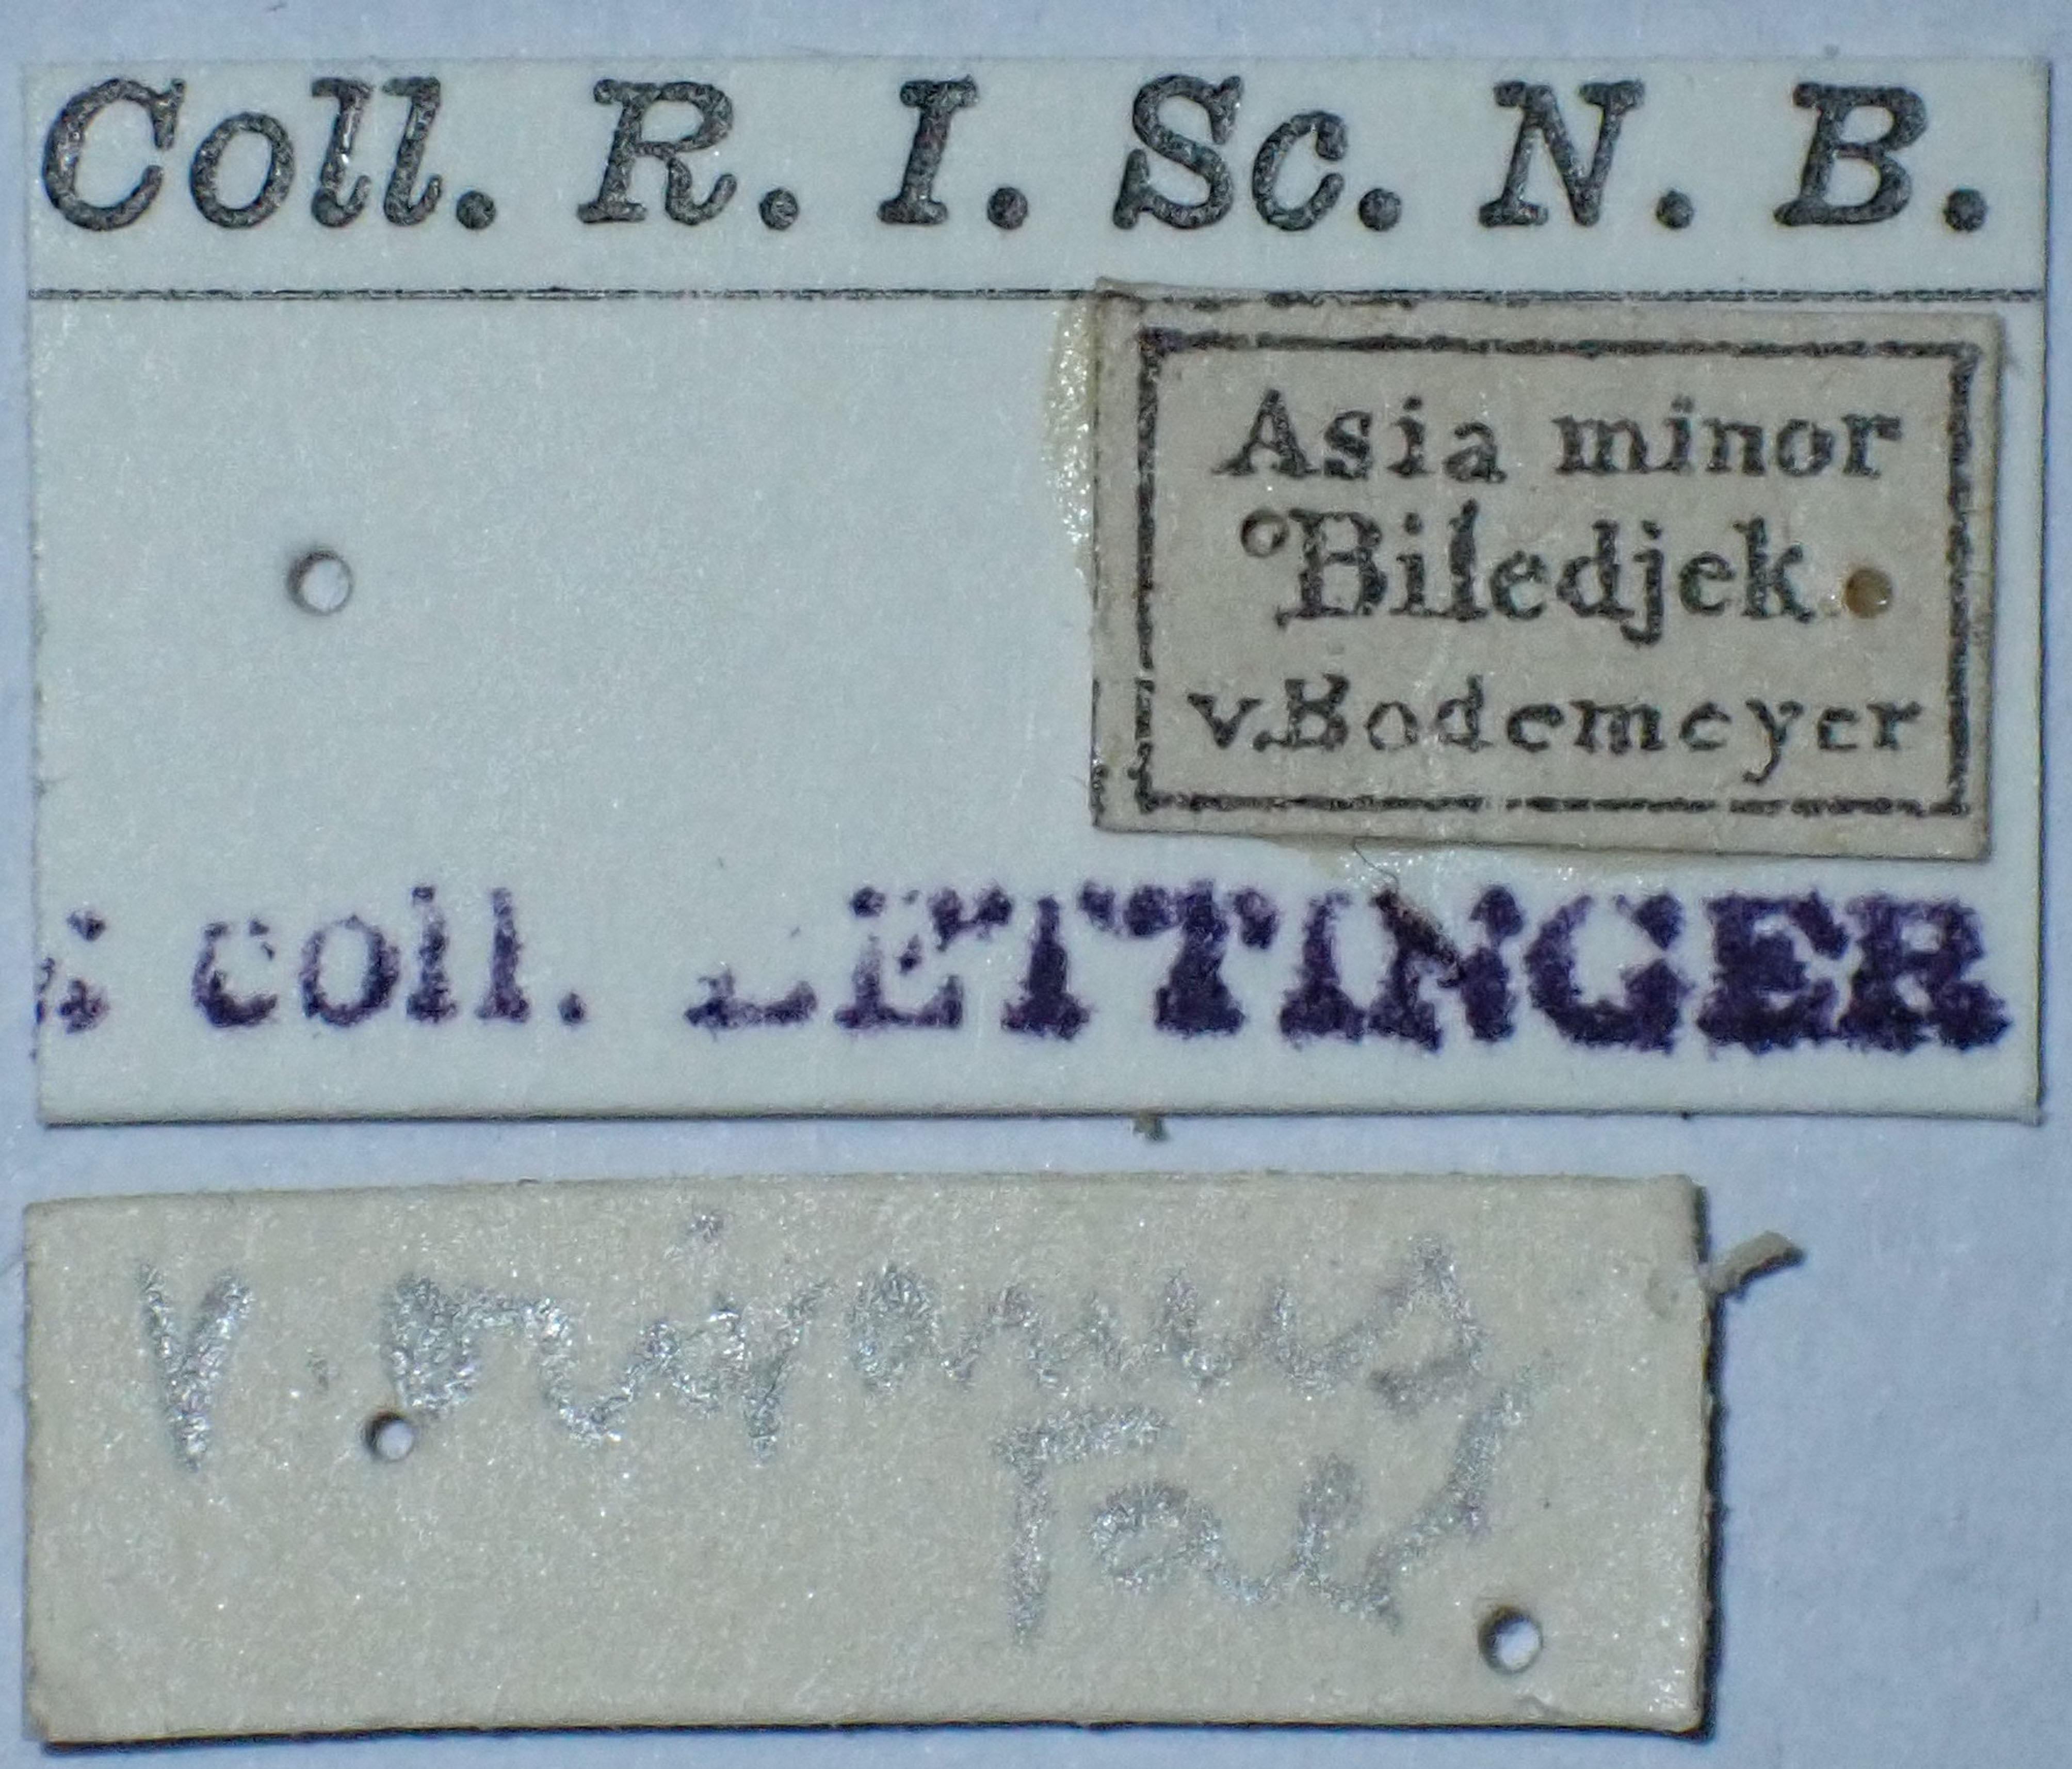 Coll. R. I. Sc. N. B.
Asia minor
Biledjek
v. Bodemeyer
coll. LETTINGER
v.